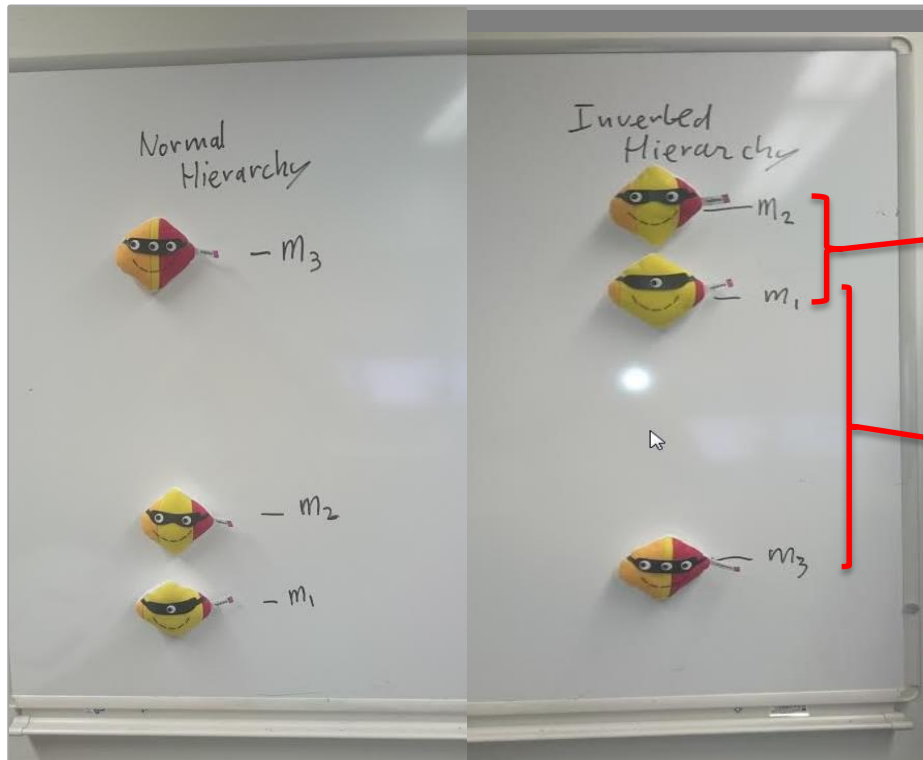 Normal
Hierarchy
– m₃
– m₂
– m₁
Inverted
Hierarchy
– m₂
– m₁
– m₃